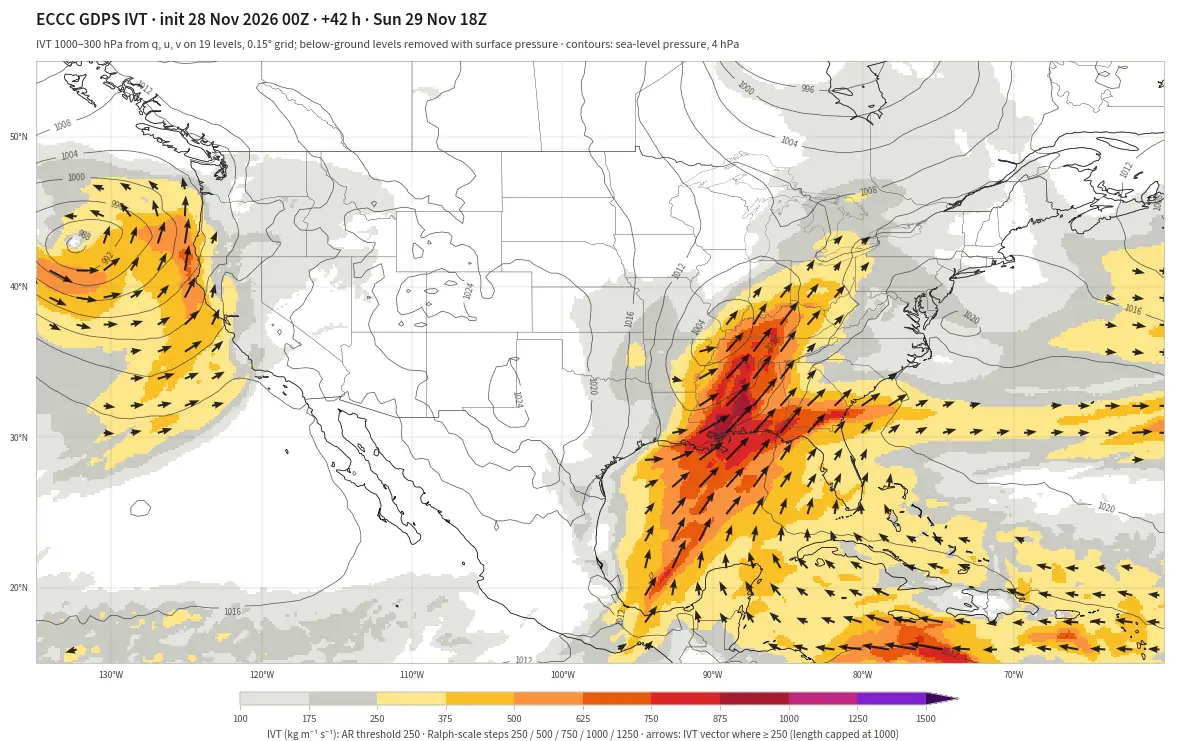 ECCC GDPS IVT · init 28 Nov 2026 00Z · +42 h · Sun 29 Nov 18Z
IVT 1000–300 hPa from q, u, v on 19 levels, 0.15° grid; below-ground levels removed with surface pressure · contours: sea-level pressure, 4 hPa
1012
1000
996
50°N
1008
1004
1004
1012
1000
1008
988
992
1012
40°N
1024
1016
1004
1016
1020
1020
1024
30°N
1020
20°N
1016
1012
1012
130°W
120°W
110°W
100°W
90°W
80°W
70°W
100
175
250
375
500
625
750
875
1000
1250
1500
IVT (kg m⁻¹ s⁻¹): AR threshold 250 · Ralph-scale steps 250 / 500 / 750 / 1000 / 1250 · arrows: IVT vector where ≥ 250 (length capped at 1000)